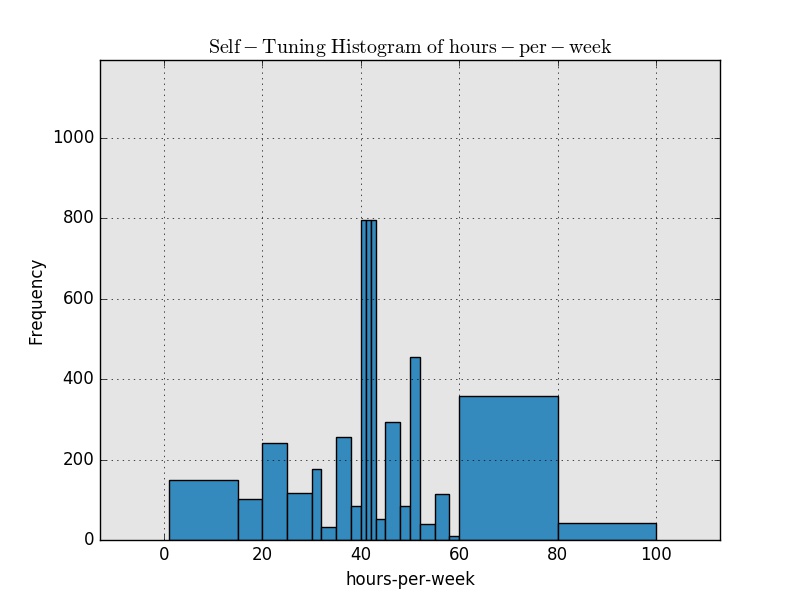 Self – Tuning Histogram of hours – per – week
1000
800
600
400
200
0
Frequency
0 20 40 60 80 100
hours-per-week